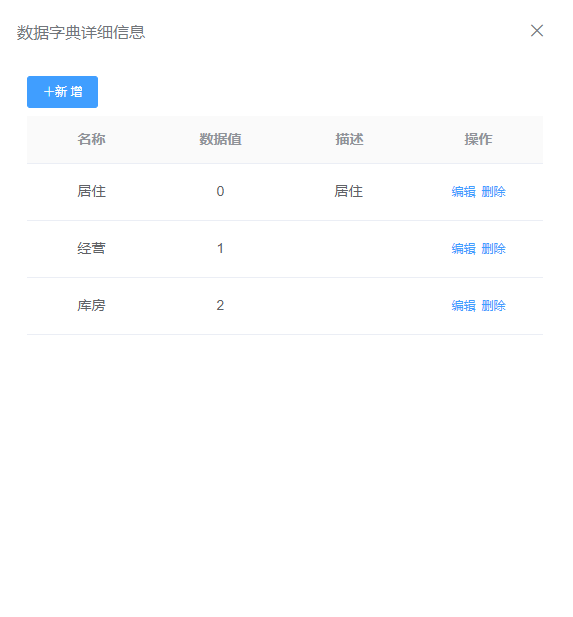 数据字典详细信息
+新 增
名称 数据值 描述 操作
居住 0 居住 编辑 删除
经营 1 编辑 删除
库房 2 编辑 删除